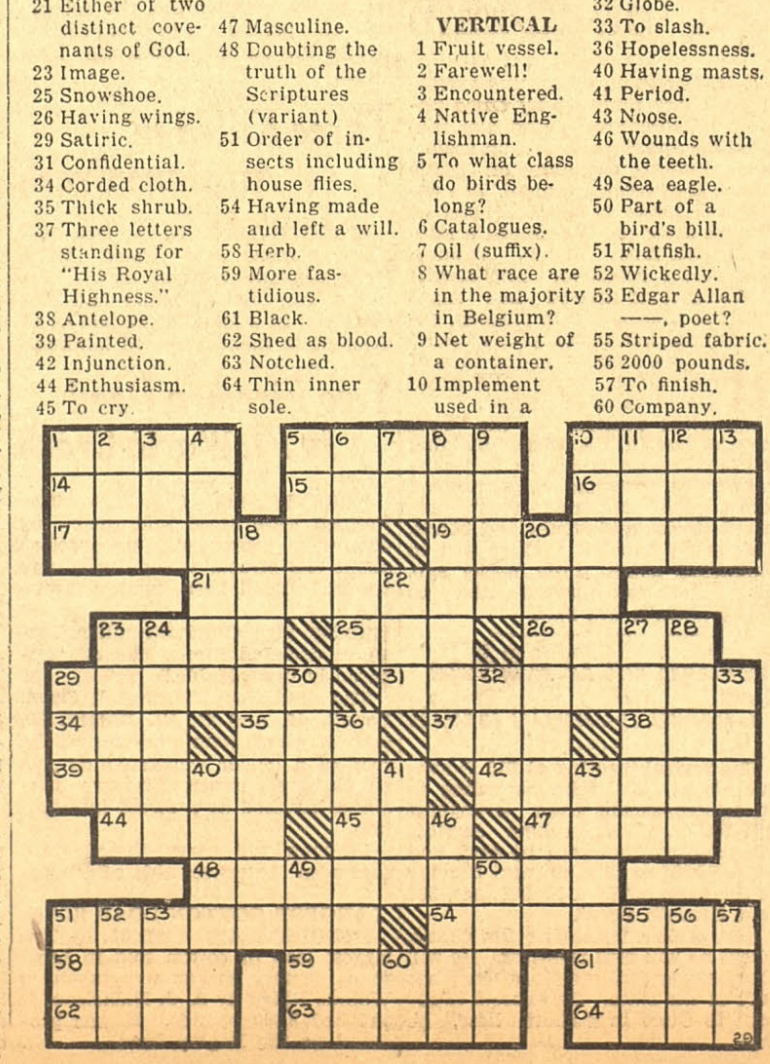 21 Either of two
distinct cove-
nants of God.
23 Image.
25 Snowshoe.
26 Having wings.
29 Satiric.
31 Confidential.
34 Corded cloth.
35 Thick shrub.
37 Three letters
standing for
"His Royal
Highness."
38 Antelope.
39 Painted.
42 Injunction.
44 Enthusiasm.
45 To cry.
47 Masculine.
48 Doubting the
truth of the
Scriptures
(variant)
51 Order of in-
sects including
house flies.
54 Having made
and left a will.
58 Herb.
59 More fas-
tidious.
61 Black.
62 Shed as blood.
63 Notched.
64 Thin inner
sole.
VERTICAL
1 Fruit vessel.
2 Farewell!
3 Encountered.
4 Native Eng-
lishman.
5 To what class
do birds be-
long?
6 Catalogues.
7 Oil (suffix).
8 What race are
in the majority
in Belgium?
9 Net weight of
a container.
10 Implement
used in a
32 Globe.
33 To slash.
36 Hopelessness.
40 Having masts.
41 Period.
43 Noose.
46 Wounds with
the teeth.
49 Sea eagle.
50 Part of a
bird's bill.
51 Flatfish.
52 Wickedly.
53 Edgar Allan
——, poet?
55 Striped fabric.
56 2000 pounds.
57 To finish.
60 Company.
1 2 3 4 5 6 7 8 9 10 11 12 13
14 15 16
17 18 19 20
21 22
23 24 25 26 27 28
29 30 31 32 33
34 35 36 37 38
39 40 41 42 43
44 45 46 47
48 49 50
51 52 53 54 55 56 57
58 59 60 61
62 63 64
29